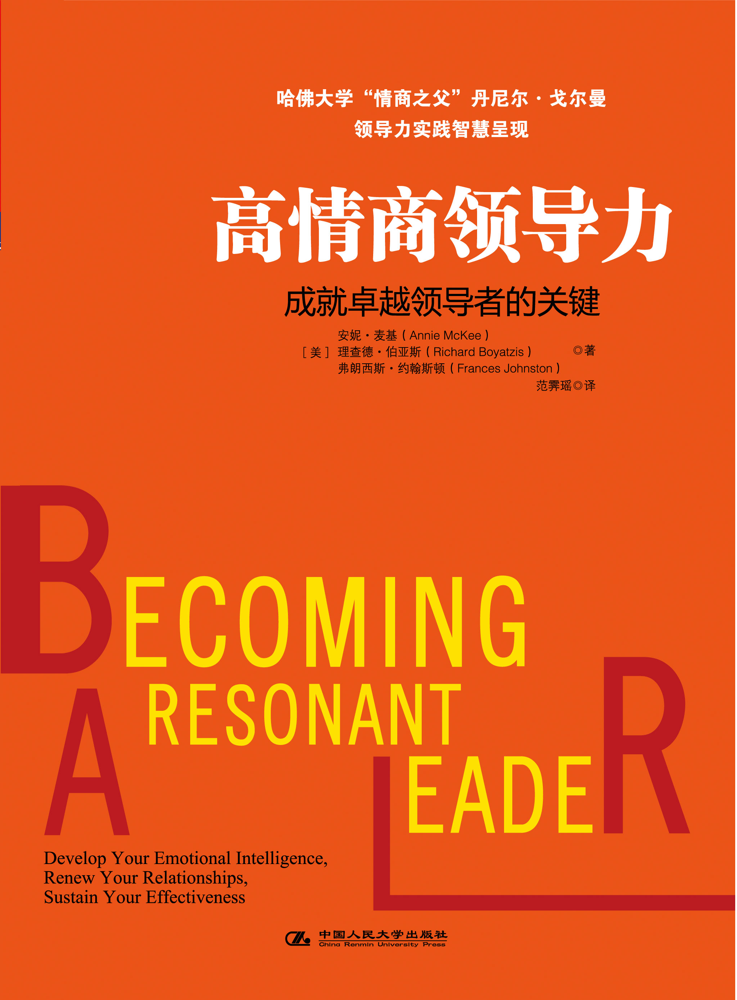 哈佛大学“情商之父”丹尼尔·戈尔曼
领导力实践智慧呈现
高情商领导力
成就卓越领导者的关键
安妮·麦基(Annie McKee)
[美] 理查德·伯亚斯(Richard Boyatzis) ◎著
弗朗西斯·约翰斯顿(Frances Johnston)
范霁瑶◎译
BECOMING
A RESONANT
LEADER
Develop Your Emotional Intelligence,
Renew Your Relationships,
Sustain Your Effectiveness
中国人民大学出版社
China Renmin University Press